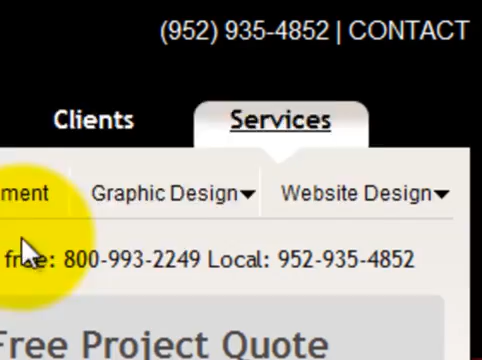 (952) 935-4852 | CONTACT
Clients Services
ment Graphic Design Website Design
free: 800-993-2249 Local: 952-935-4852
Free Project Quote